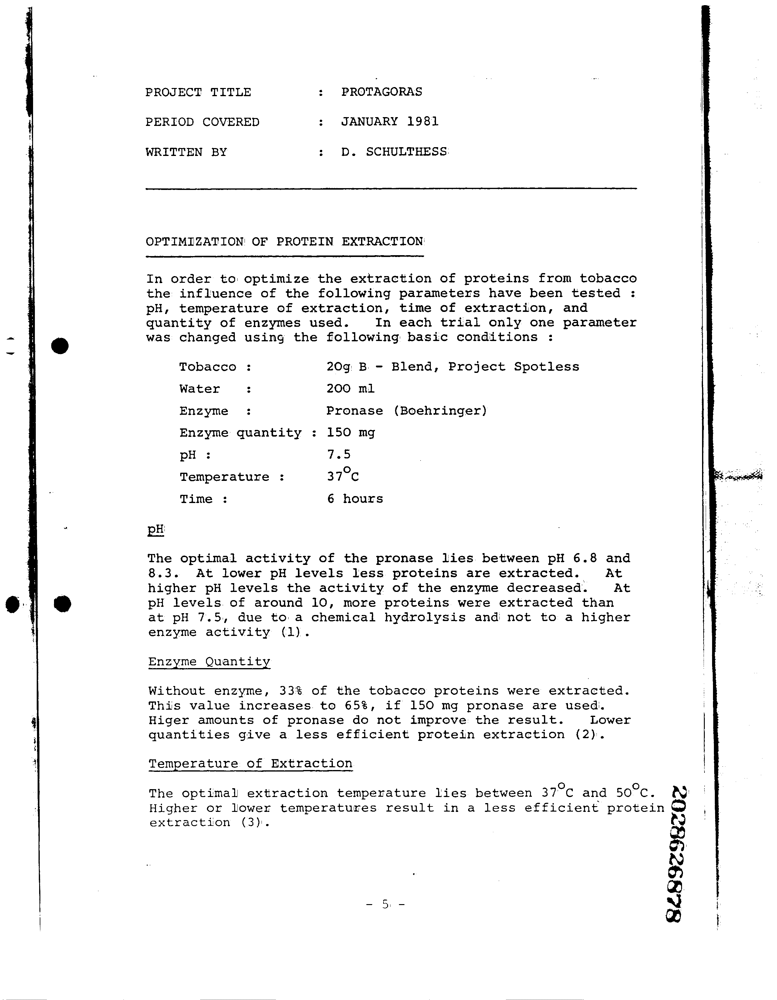 PROJECT TITLE : PROTAGORAS
PERIOD COVERED : JANUARY 1981
WRITTEN BY : D. SCHULTHESS
OPTIMIZATION OF PROTEIN EXTRACTION
In order to optimize the extraction of proteins from tobacco
the influence of the following parameters have been tested :
pH, temperature of extraction, time of extraction, and
quantity of enzymes used. In each trial only one parameter
was changed using the following basic conditions :
Tobacco : 20g B - Blend, Project Spotless
Water : 200 ml
Enzyme : Pronase (Boehringer)
Enzyme quantity : 150 mg
pH : 7.5
Temperature : 37°C
Time : 6 hours
pH
The optimal activity of the pronase lies between pH 6.8 and
8.3. At lower pH levels less proteins are extracted. At
higher pH levels the activity of the enzyme decreased. At
pH levels of around 10, more proteins were extracted than
at pH 7.5, due to a chemical hydrolysis and not to a higher
enzyme activity (1).
Enzyme Quantity
Without enzyme, 33% of the tobacco proteins were extracted.
This value increases to 65%, if 150 mg pronase are used.
Higer amounts of pronase do not improve the result. Lower
quantities give a less efficient protein extraction (2).
Temperature of Extraction
The optimal extraction temperature lies between 37°C and 50°C.
Higher or lower temperatures result in a less efficient protein
extraction (3).
- 5 -
2028626878